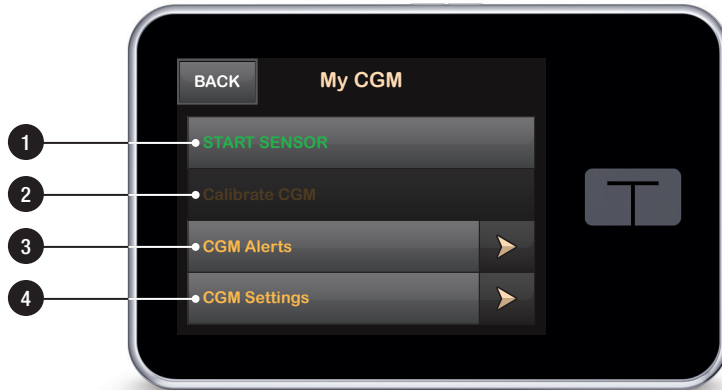 BACK
My CGM
1
START SENSOR
2
Calibrate CGM
3
CGM Alerts
4
CGM Settings